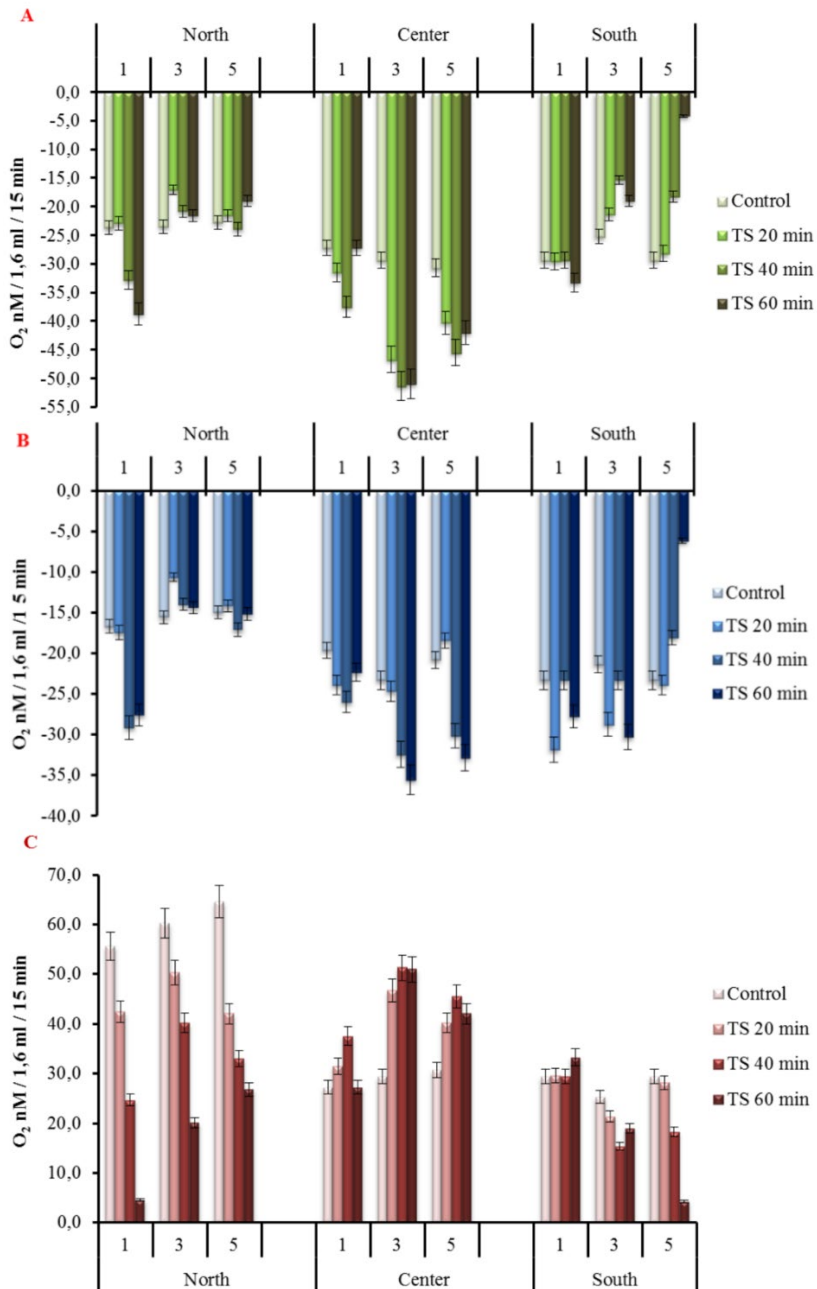 A
North Center South
1 3 5 1 3 5 1 3 5
0,0
-5,0
-10,0
-15,0
-20,0
-25,0
-30,0
-35,0
-40,0
-45,0
-50,0
-55,0
O₂ nM / 1,6 ml / 15 min
Control
TS 20 min
TS 40 min
TS 60 min
B
North Center South
1 3 5 1 3 5 1 3 5
0,0
-5,0
-10,0
-15,0
-20,0
-25,0
-30,0
-35,0
-40,0
O₂ nM / 1,6 ml /1 5 min
Control
TS 20 min
TS 40 min
TS 60 min
C
70,0
60,0
50,0
40,0
30,0
20,0
10,0
0,0
O₂ nM / 1,6 ml / 15 min
Control
TS 20 min
TS 40 min
TS 60 min
1 3 5 1 3 5 1 3 5
North Center South